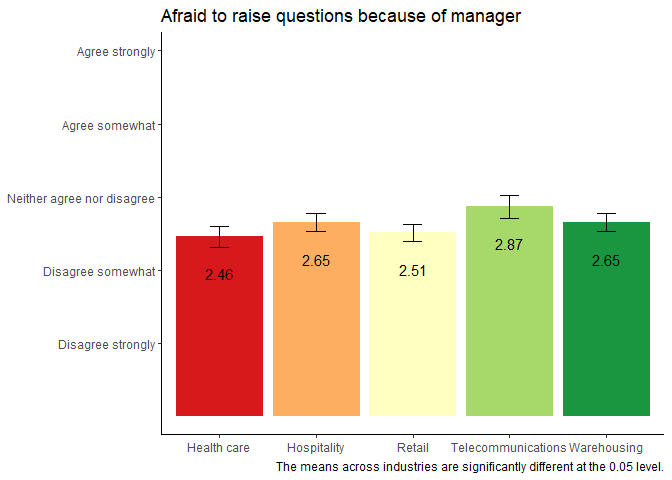 Afraid to raise questions because of manager
Agree strongly
Agree somewhat
Neither agree nor disagree
Disagree somewhat
Disagree strongly
2.46
2.65
2.51
2.87
2.65
Health care
Hospitality
Retail
Telecommunications
Warehousing
The means across industries are significantly different at the 0.05 level.